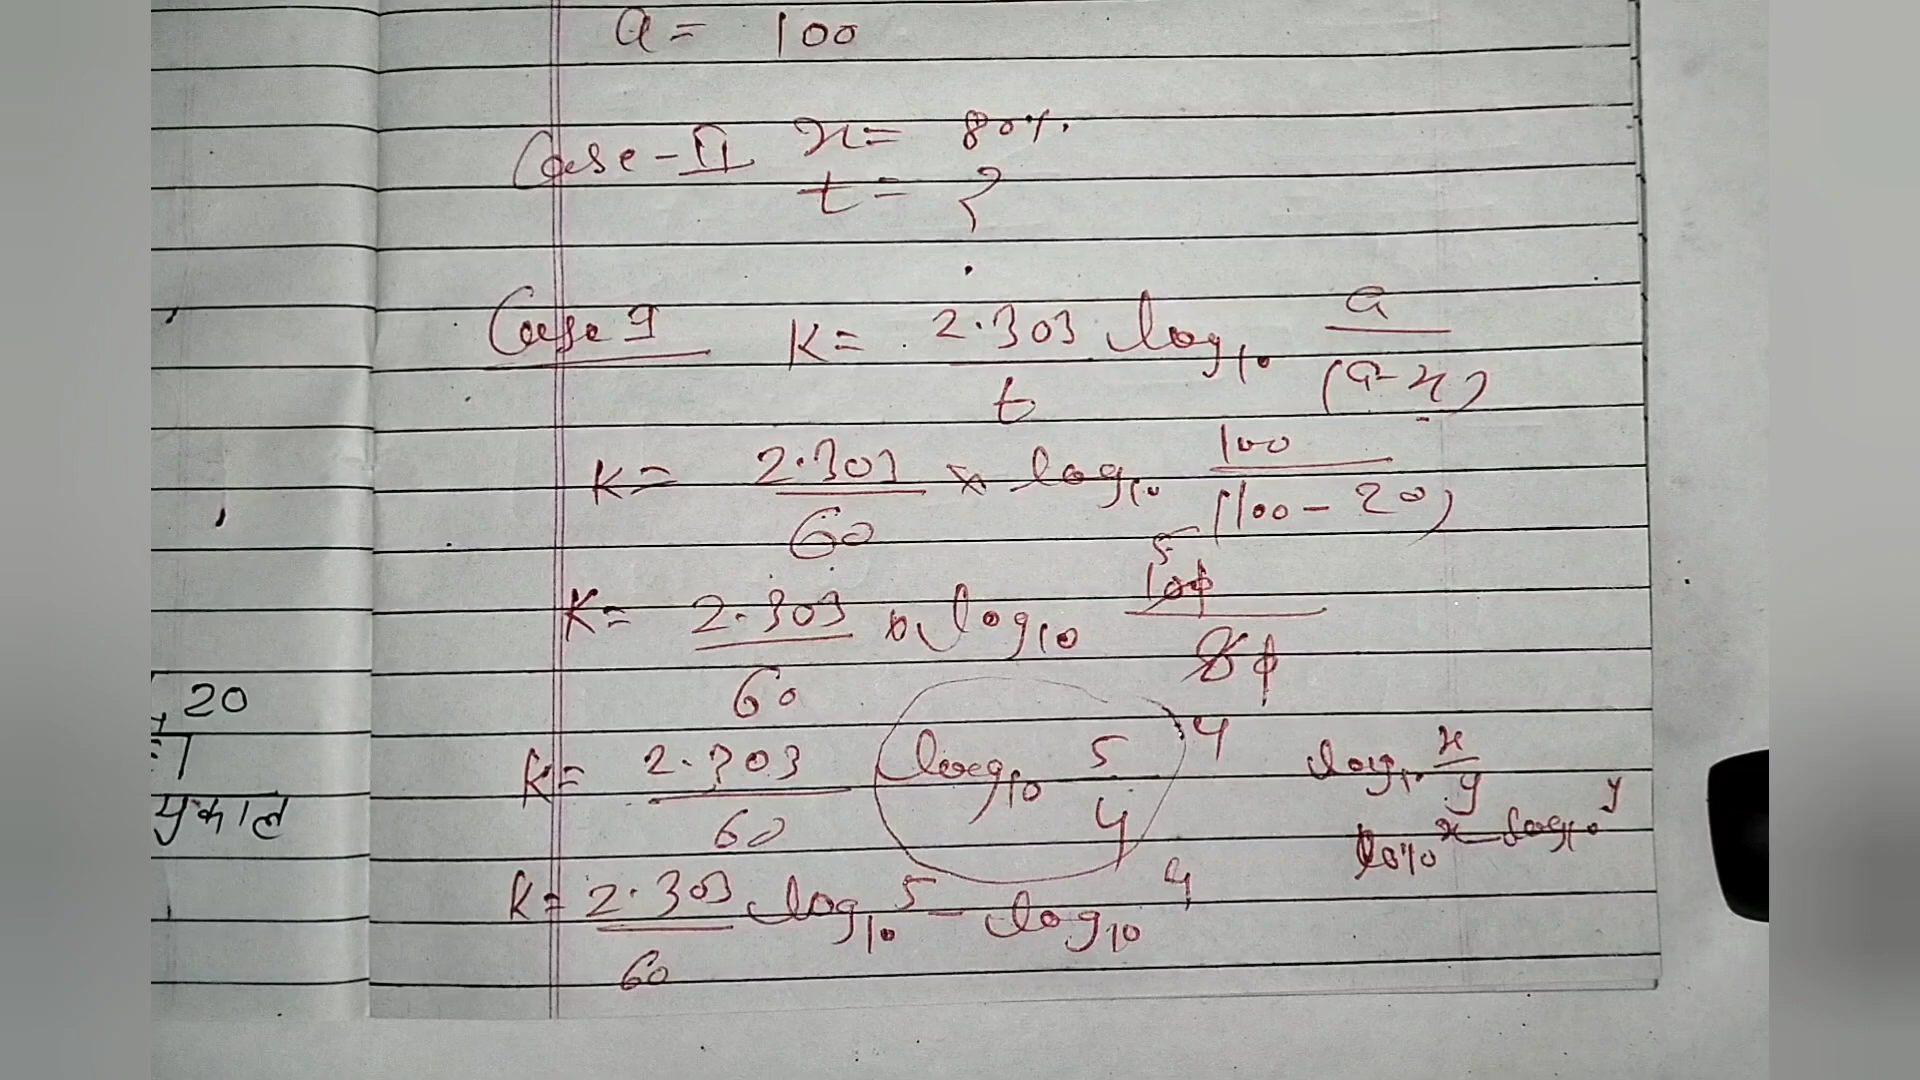 a = 100
Case-II x = 80%.
t = ?
Case I K = 2.303 log10 a
t (a-x)
K = 2.303 × log10 100
60 (100-20)
K = 2.303 × log10 100 5
60 80 4
K = 2.303 log10 5
60 4
log10 x/y
log10 x - log10 y
K = 2.303 log10 5 - log10 4
60
20